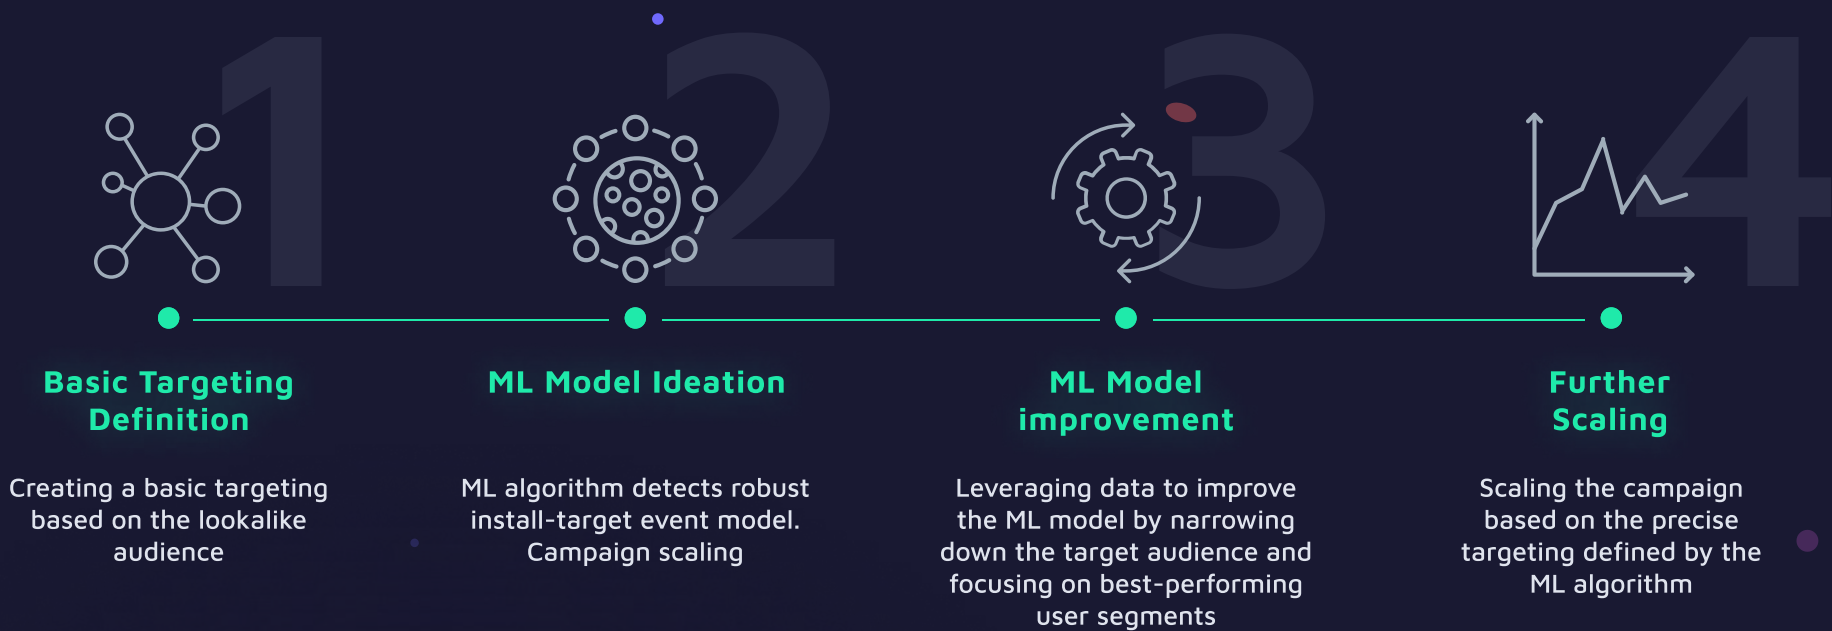 1
2
3
4
Basic Targeting
Definition
Creating a basic targeting
based on the lookalike
audience
ML Model Ideation
ML algorithm detects robust
install-target event model.
Campaign scaling
ML Model
improvement
Leveraging data to improve
the ML model by narrowing
down the target audience and
focusing on best-performing
user segments
Further
Scaling
Scaling the campaign
based on the precise
targeting defined by the
ML algorithm